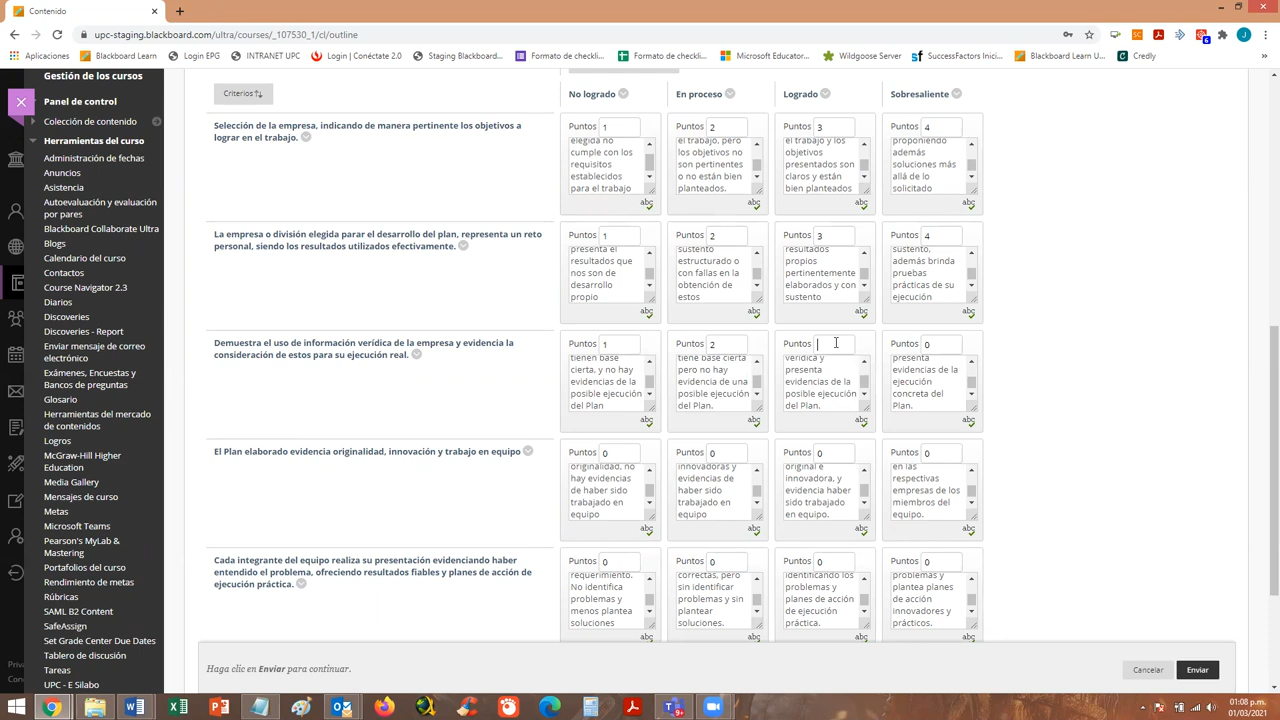 Contenido
upc-staging.blackboard.com/ultra/courses/_107530_1/cl/outline
Aplicaciones
Blackboard Learn
Login EPG
INTRANET UPC
Login | Conéctate 2.0
Staging Blackboard...
Formato de checkli...
Formato de checkli...
Microsoft Educator...
Wildgoose Server
SuccessFactors Inici...
Blackboard Learn U...
Credly
Gestión de los cursos
Panel de control
Colección de contenido
Herramientas del curso
Administración de fechas
Anuncios
Asistencia
Autoevaluación y evaluación
por pares
Blackboard Collaborate Ultra
Blogs
Calendario del curso
Contactos
Course Navigator 2.3
Diarios
Discoveries
Discoveries - Report
Enviar mensaje de correo
electrónico
Exámenes, Encuestas y
Bancos de preguntas
Glosario
Herramientas del mercado
de contenidos
Logros
McGraw-Hill Higher
Education
Media Gallery
Mensajes de curso
Metas
Microsoft Teams
Pearson's MyLab &
Mastering
Portafolios del curso
Rendimiento de metas
Rúbricas
SAML B2 Content
SafeAssign
Set Grade Center Due Dates
Tablero de discusión
Tareas
UPC - E Silabo
Criterios
No logrado
En proceso
Logrado
Sobresaliente
Selección de la empresa, indicando de manera pertinente los objetivos a
lograr en el trabajo.
Puntos 1
elegida no
cumple con los
requisitos
establecidos
para el trabajo
Puntos 2
el trabajo, pero
los objetivos no
son pertinentes
o no están bien
planteados.
Puntos 3
el trabajo y los
objetivos
presentados son
claros y están
bien planteados
Puntos 4
proponiendo
además
soluciones más
allá de lo
solicitado
La empresa o división elegida parar el desarrollo del plan, representa un reto
personal, siendo los resultados utilizados efectivamente.
Puntos 1
presenta el
resultados que
nos son de
desarrollo
propio
Puntos 2
sustento
estructurado o
con fallas en la
obtención de
estos
Puntos 3
resultados
propios
pertinentemente
elaborados y con
sustento
Puntos 4
sustento,
además brinda
pruebas
prácticas de su
ejecución
Demuestra el uso de información verídica de la empresa y evidencia la
consideración de estos para su ejecución real.
Puntos 1
tienen base
cierta, y no hay
evidencias de la
posible ejecución
del Plan
Puntos 2
tiene base cierta
pero no hay
evidencia de una
posible ejecución
del Plan.
Puntos
verídica y
presenta
evidencias de la
posible ejecución
del Plan.
Puntos 0
presenta
evidencias de la
ejecución
concreta del
Plan.
El Plan elaborado evidencia originalidad, innovación y trabajo en equipo
Puntos 0
originalidad, no
hay evidencias
de haber sido
trabajado en
equipo
Puntos 0
innovadoras y
evidencias de
haber sido
trabajado en
equipo
Puntos 0
original e
innovadora, y
evidencia haber
sido trabajado
en equipo.
Puntos 0
en las
respectivas
empresas de los
miembros del
equipo.
Cada integrante del equipo realiza su presentación evidenciando haber
entendido el problema, ofreciendo resultados fiables y planes de acción de
ejecución práctica.
Puntos 0
requerimiento.
No identifica
problemas y
menos plantea
soluciones
Puntos 0
correctas, pero
sin identificar
problemas y sin
plantear
soluciones.
Puntos 0
identificando los
problemas y
planes de acción
de ejecución
práctica.
Puntos 0
problemas y
plantea planes
de acción
innovadores y
prácticos.
Haga clic en Enviar para continuar.
Cancelar
Enviar
01:08 p.m.
01/03/2021